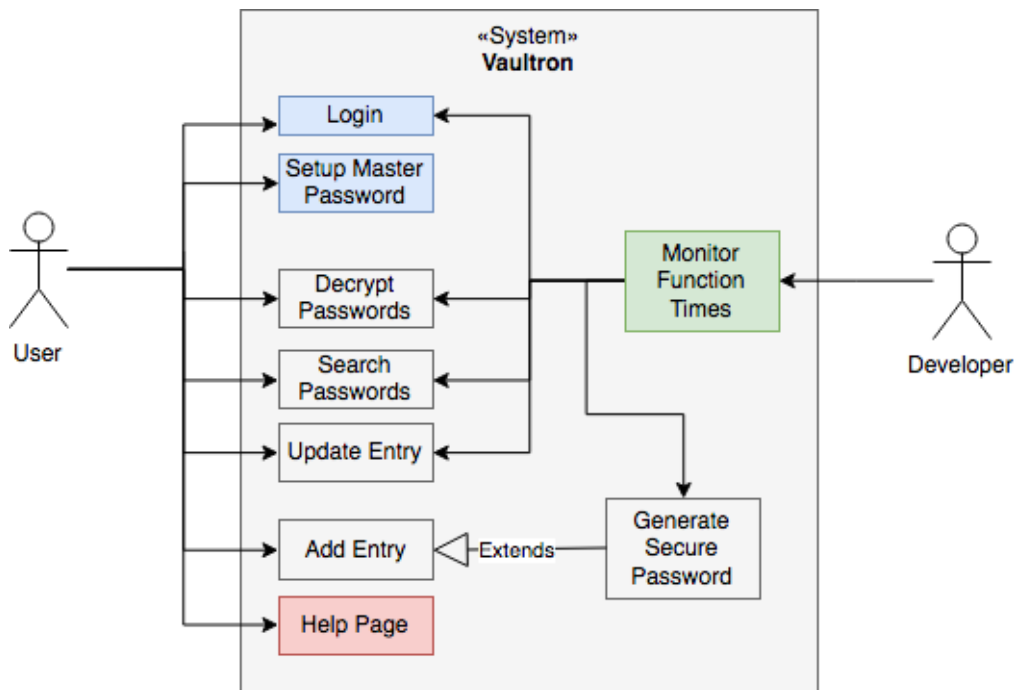 «System»
Vaultron
Login
Setup Master
Password
Decrypt
Passwords
Search
Passwords
Update Entry
Add Entry
Help Page
Extends
Monitor
Function
Times
Generate
Secure
Password
User
Developer